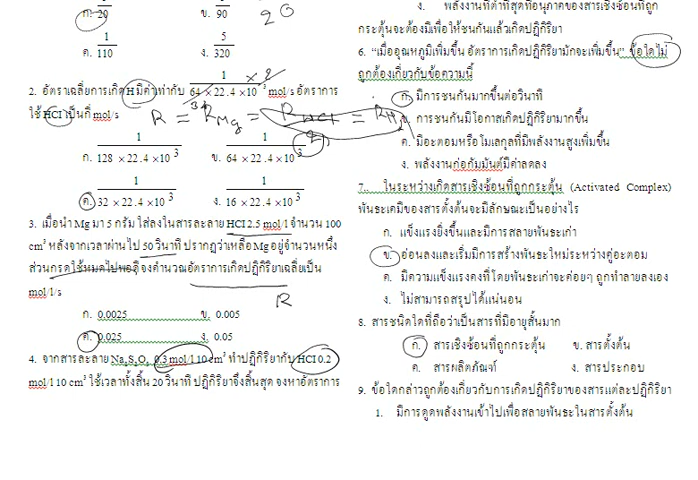 ก. 1/20 ข. 1/90 20
ค. 1/110 ง. 5/320
2. อัตราเฉลี่ยการเกิด H มีค่าเท่ากับ 1/64 ×22.4 ×10 3 mol/s อัตราการ × 2
ใช้ HCl เป็นกี่ mol/s
R = R Mg = R HCl = R H
ก. 1/128 ×22.4 ×10 3 ข. 1/64 ×22.4 ×10 3
ค. 1/32 ×22.4 ×10 3 ง. 1/16 ×22.4 ×10 3
3. เมื่อนำ Mg มา 5 กรัม ใส่ลงในสารละลาย HCl 2.5 mol/l จำนวน 100
cm³ หลังจากเวลาผ่านไป 50 วินาที ปรากฏว่าเหลือ Mg อยู่จำนวนหนึ่ง
ส่วนกรดใช้หมดไปพอดี จงคำนวณอัตราการเกิดปฏิกิริยาเฉลี่ยเป็น
mol/l/s
R
ก. 0.0025 ข. 0.005
ค. 0.025 ง. 0.05
4. จากสารละลาย Na₂S₂O₃ 0.3 mol/l 10 cm³ ทำปฏิกิริยากับ HCl 0.2
mol/l 10 cm³ ใช้เวลาทั้งสิ้น 20 วินาที ปฏิกิริยาจึงสิ้นสุด จงหาอัตราการ
ง. พลังงานที่ต่ำที่สุดที่อนุภาคของสารเชิงซ้อนที่ถูก
กระตุ้นจะต้องมีเพื่อให้ชนกันแล้วเกิดปฏิกิริยา
6. “เมื่ออุณหภูมิเพิ่มขึ้น อัตราการเกิดปฏิกิริยามักจะเพิ่มขึ้น” ข้อใดไม่
ถูกต้องเกี่ยวกับข้อความนี้
ก. มีการชนกันมากขึ้นต่อวินาที
ข. การชนกันมีโอกาสเกิดปฏิกิริยามากขึ้น
ค. มีอะตอมหรือโมเลกุลที่มีพลังงานสูงเพิ่มขึ้น
ง. พลังงานก่อกัมมันต์มีค่าลดลง
7. ในระหว่างเกิดสารเชิงซ้อนที่ถูกกระตุ้น (Activated Complex)
พันธะเคมีของสารตั้งต้นจะมีลักษณะเป็นอย่างไร
ก. แข็งแรงยิ่งขึ้นและมีการสลายพันธะเก่า
ข. อ่อนลงและเริ่มมีการสร้างพันธะใหม่ระหว่างคู่อะตอม
ค. มีความแข็งแรงคงที่โดยพันธะเก่าจะค่อยๆ ถูกทำลายลงเอง
ง. ไม่สามารถสรุปได้แน่นอน
8. สารชนิดใดที่ถือว่าเป็นสารที่มีอายุสั้นมาก
ก. สารเชิงซ้อนที่ถูกกระตุ้น ข. สารตั้งต้น
ค. สารผลิตภัณฑ์ ง. สารประกอบ
9. ข้อใดกล่าวถูกต้องเกี่ยวกับการเกิดปฏิกิริยาของสารแต่ละปฏิกิริยา
1. มีการดูดพลังงานเข้าไปเพื่อสลายพันธะในสารตั้งต้น